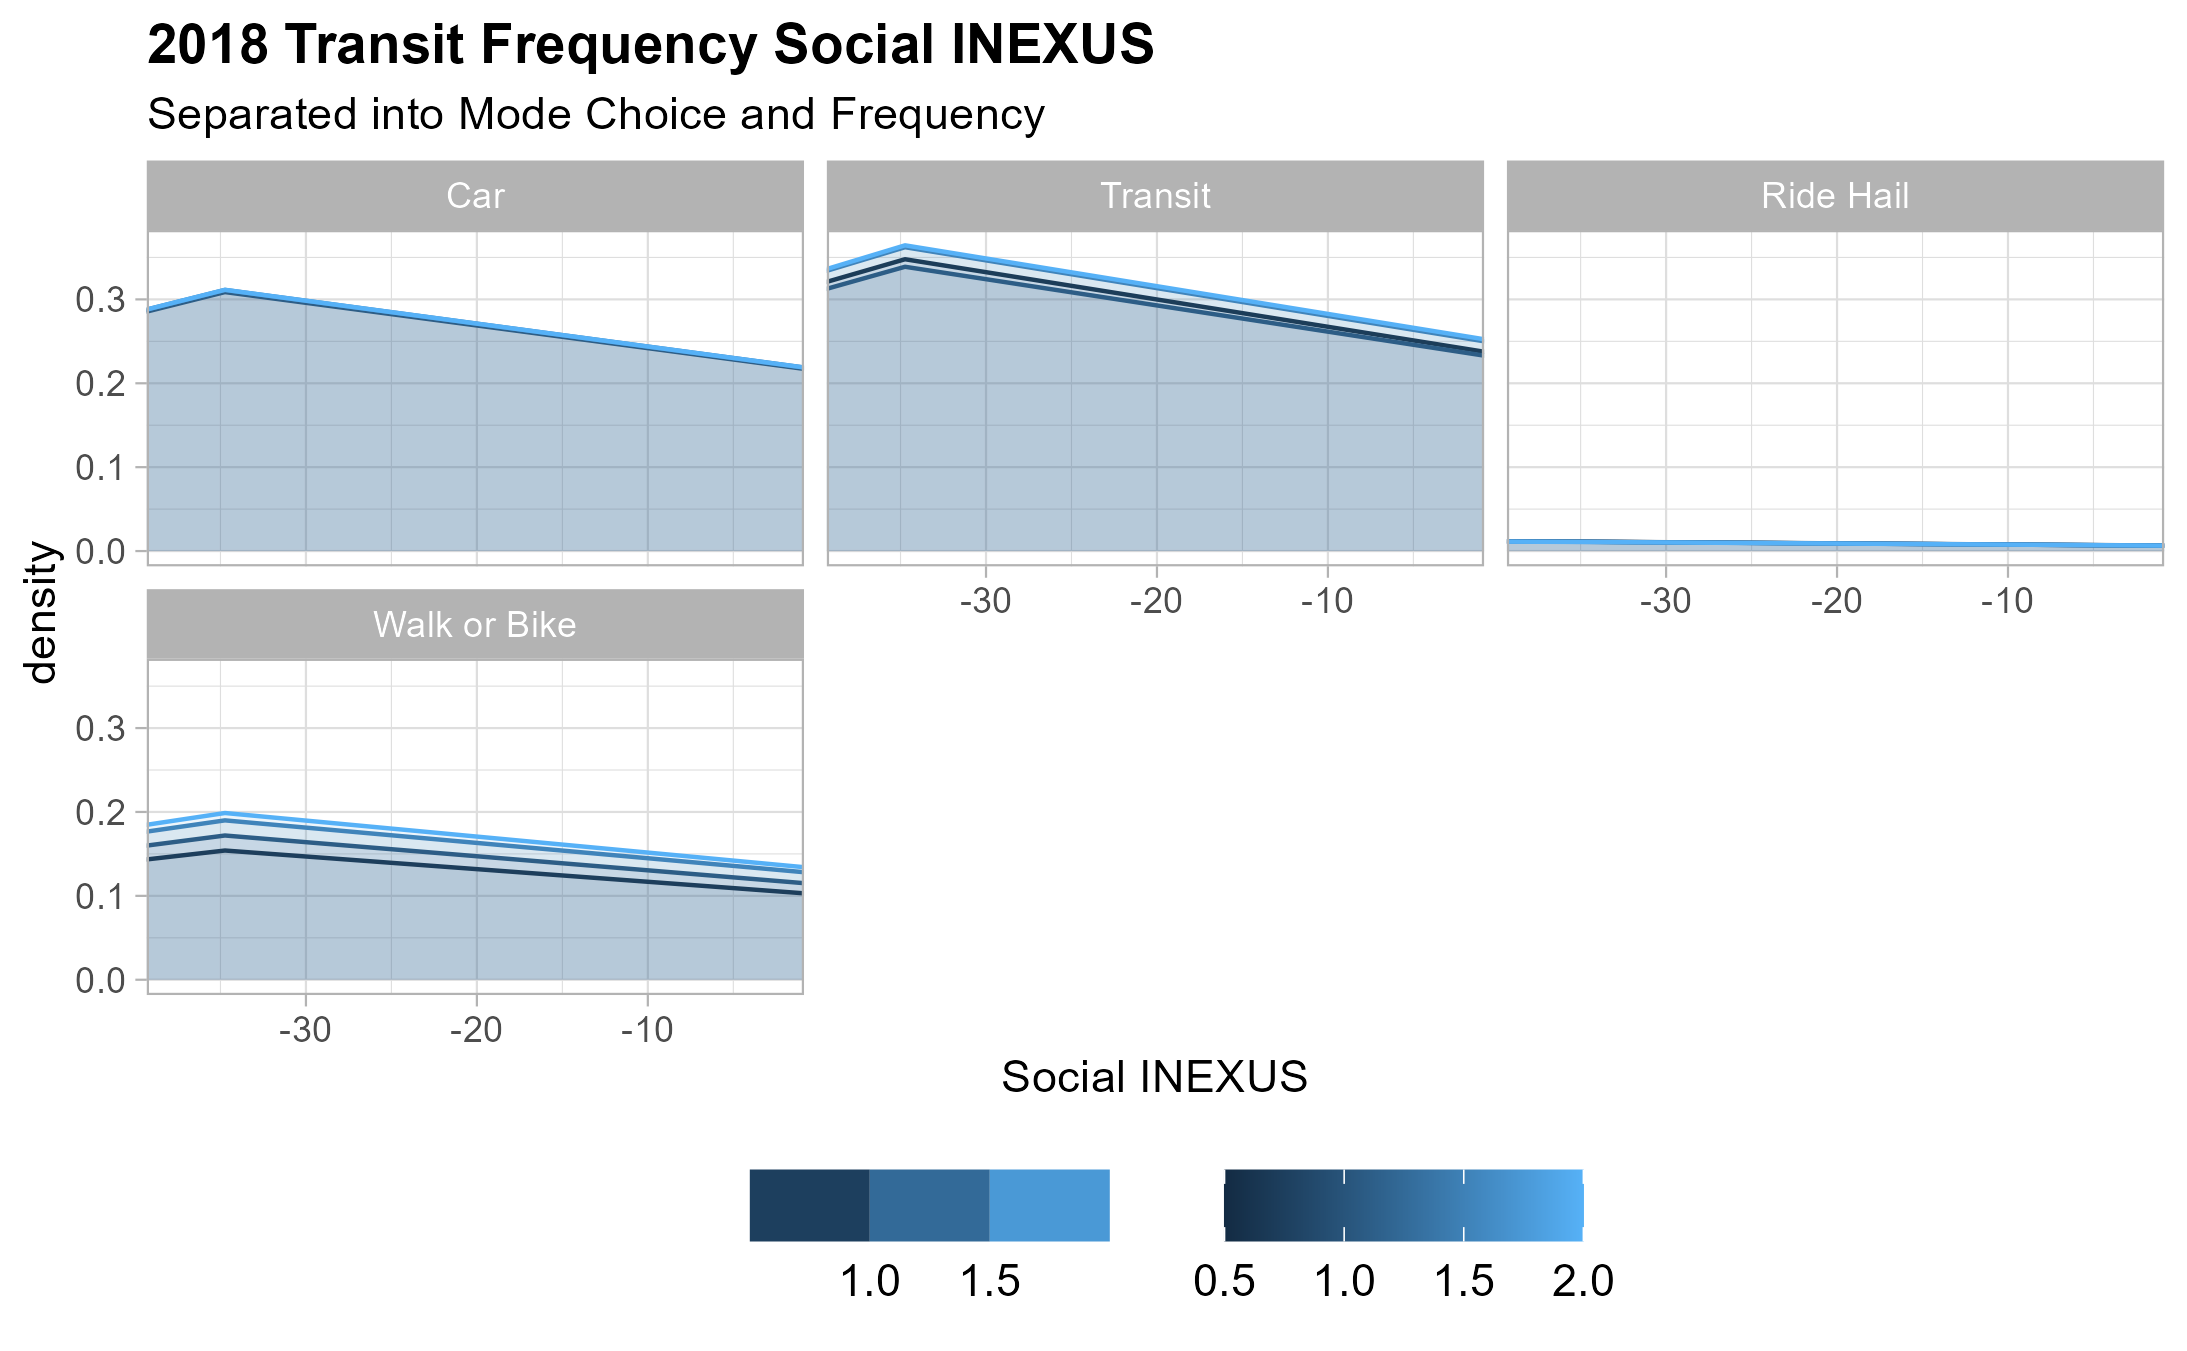 2018 Transit Frequency Social INEXUS
Separated into Mode Choice and Frequency
Car
Transit
Ride Hail
0.3
0.2
0.1
0.0
-30 -20 -10
-30 -20 -10
density
Walk or Bike
0.3
0.2
0.1
0.0
-30 -20 -10
Social INEXUS
1.0 1.5
0.5 1.0 1.5 2.0